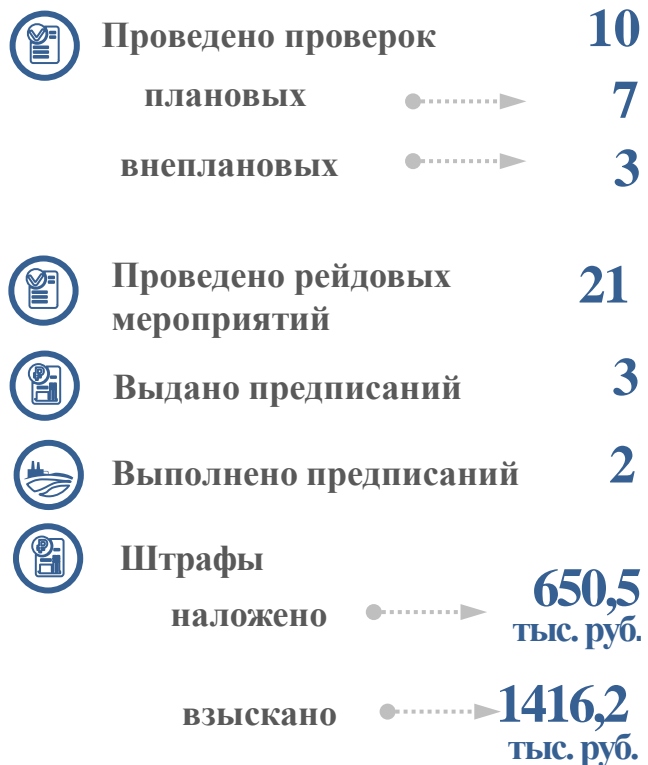 Проведено проверок 10
плановых 7
внеплановых 3
Проведено рейдовых
мероприятий 21
Выдано предписаний 3
Выполнено предписаний 2
Штрафы
наложено 650,5
тыс. руб.
взыскано 1416,2
тыс. руб.